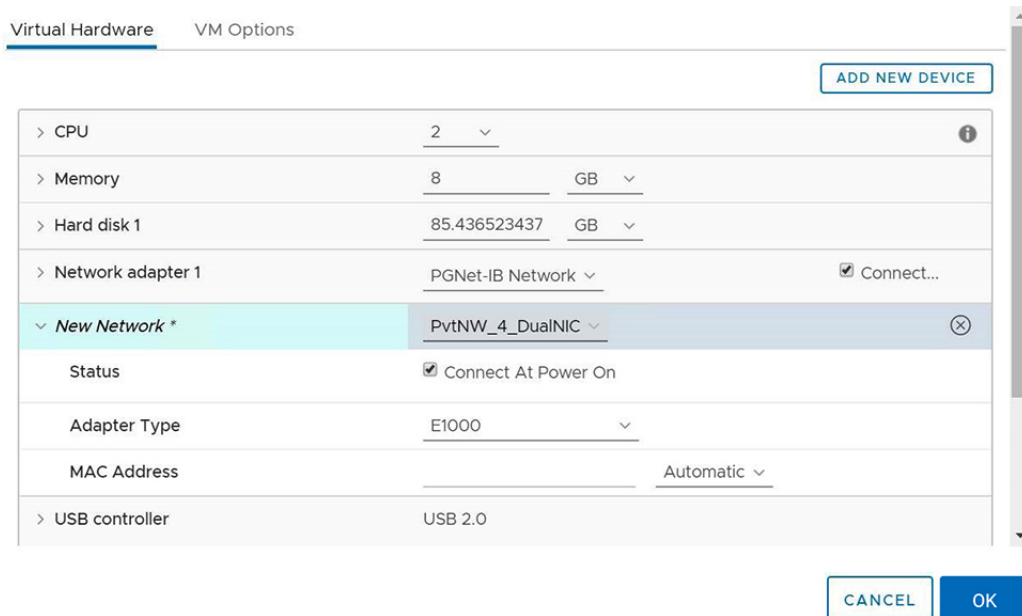 Virtual Hardware VM Options
ADD NEW DEVICE
CPU 2
Memory 8 GB
Hard disk 1 85.436523437 GB
Network adapter 1 PGNet-IB Network Connect...
New Network * PvtNW_4_DualNIC
Status Connect At Power On
Adapter Type E1000
MAC Address Automatic
USB controller USB 2.0
CANCEL OK